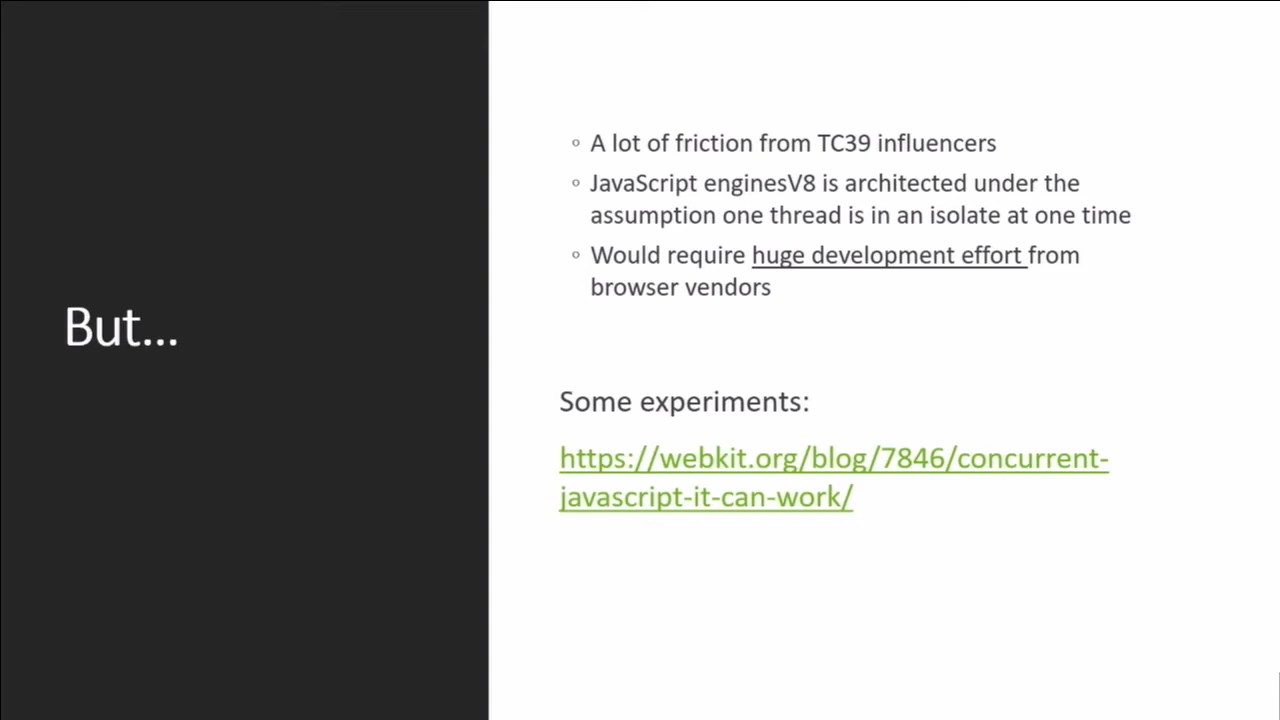 But...
◦ A lot of friction from TC39 influencers
◦ JavaScript enginesV8 is architected under the
assumption one thread is in an isolate at one time
◦ Would require huge development effort from
browser vendors
Some experiments:
https://webkit.org/blog/7846/concurrent-
javascript-it-can-work/